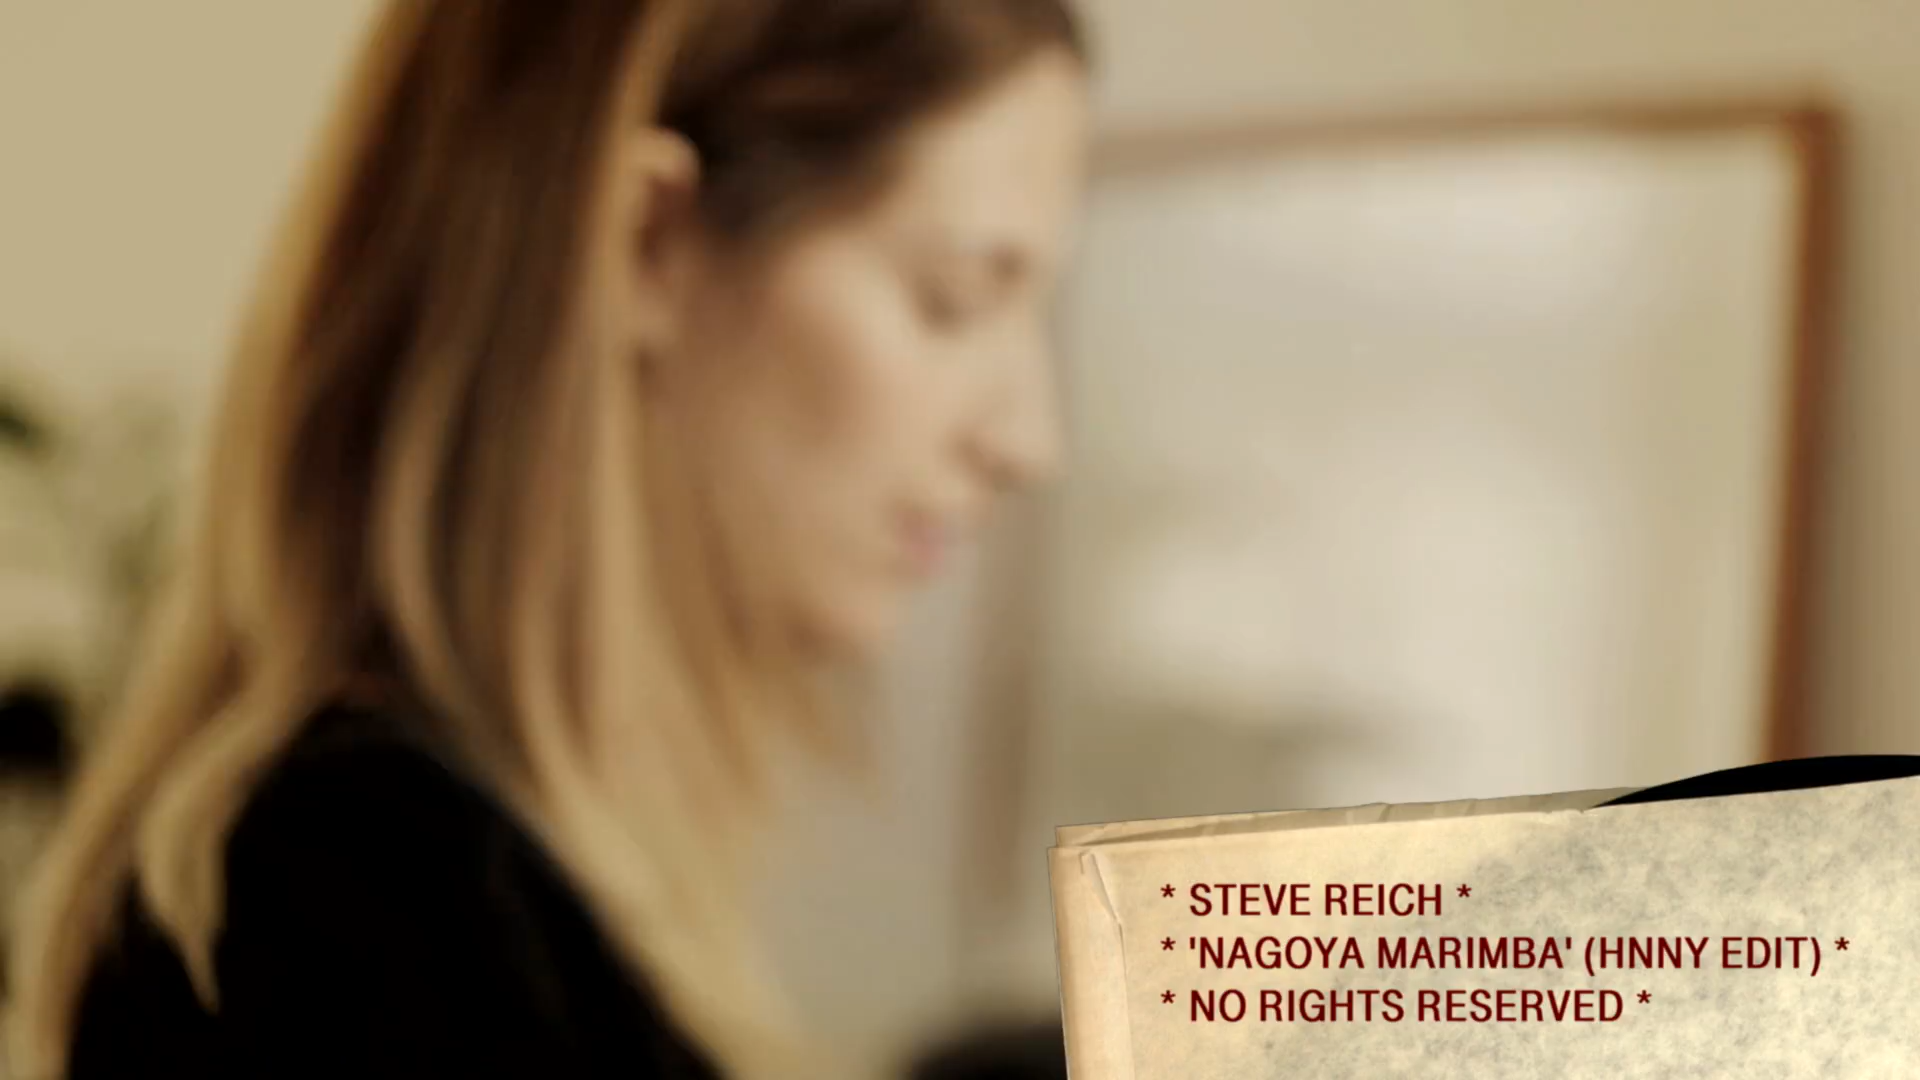 * STEVE REICH *
* 'NAGOYA MARIMBA' (HNNY EDIT) *
* NO RIGHTS RESERVED *